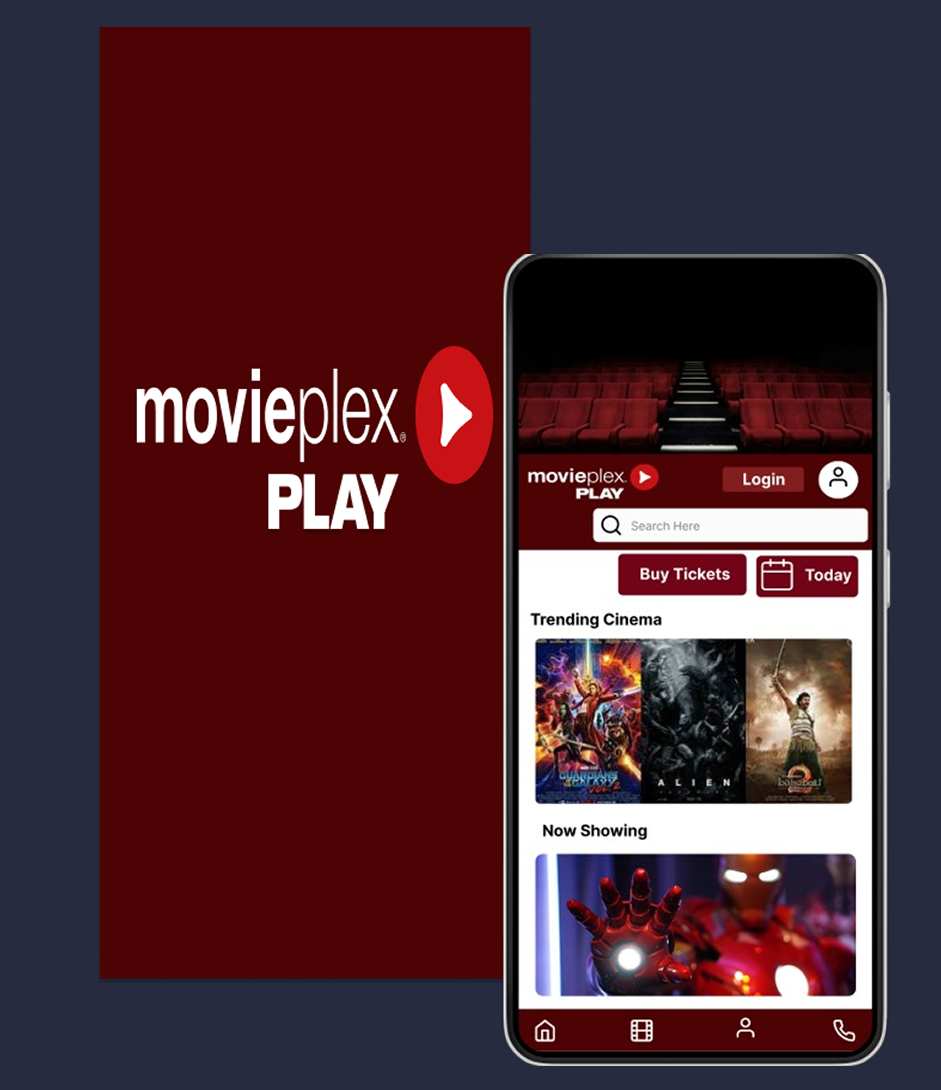 movieplex®
PLAY
movieplex
PLAY
Login
Search Here
Buy Tickets
Today
Trending Cinema
GUARDIANS
OF THE GALAXY
VOL. 2
ALIEN
2
Now Showing